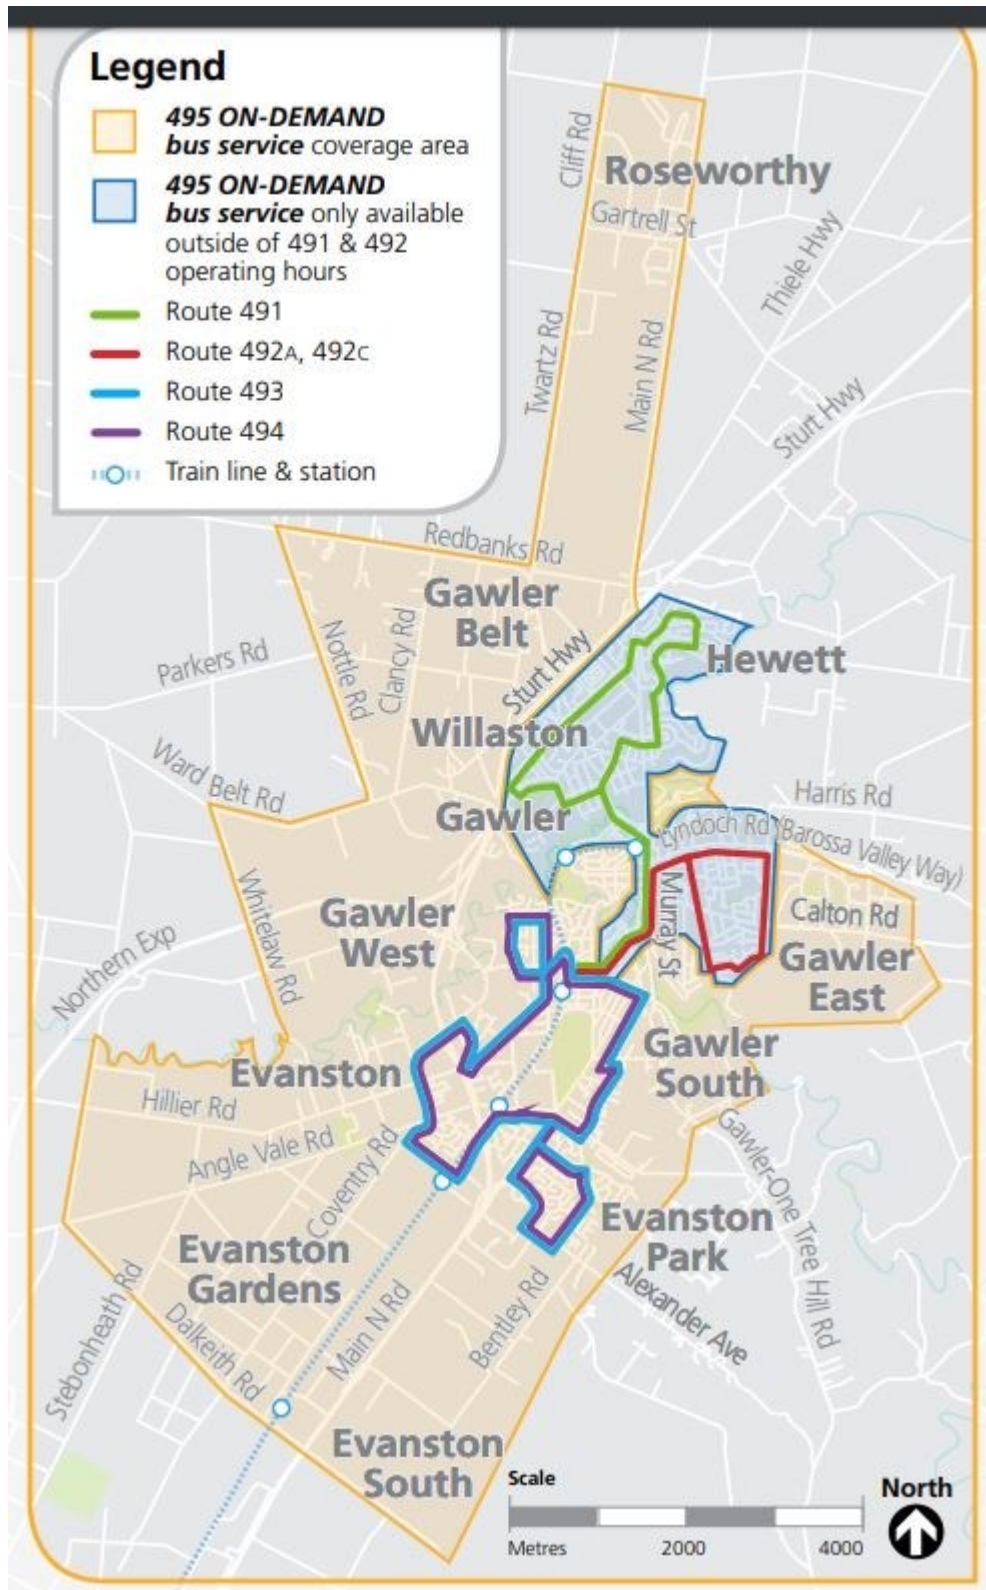 Legend
495 ON-DEMAND
bus service coverage area
495 ON-DEMAND
bus service only available
outside of 491 & 492
operating hours
Route 491
Route 492A, 492C
Route 493
Route 494
Train line & station
Cliff Rd
Roseworthy
Gartrell St
Thiele Hwy
Twartz Rd
Main N Rd
Sturt Hwy
Redbanks Rd
Gawler
Belt
Nottle Rd
Clancy Rd
Parkers Rd
Sturt Hwy
Hewett
Willaston
Ward Belt Rd
Gawler
Harris Rd
Lyndoch Rd (Barossa Valley Way)
Whitelaw Rd
Gawler
West
Murray St
Calton Rd
Gawler
East
Northern Exp
Gawler
South
Evanston
Hillier Rd
Angle Vale Rd
Coventry Rd
Gawler-One Tree Hill Rd
Evanston
Park
Evanston
Gardens
Stebonheath Rd
Dalkeith Rd
Main N Rd
Bentley Rd
Alexander Ave
Evanston
South
Scale
Metres 2000 4000
North